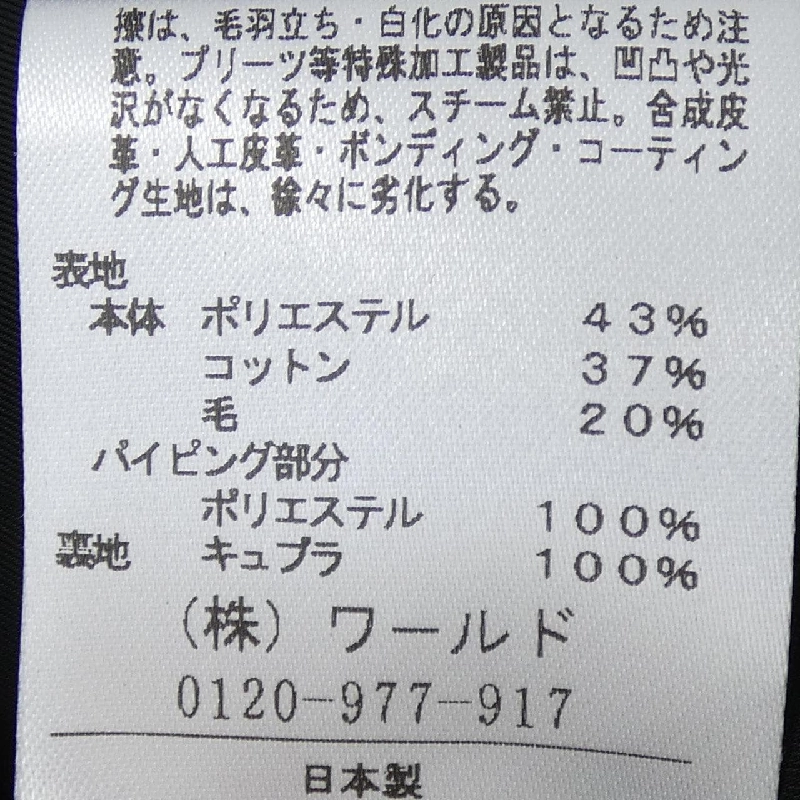 擦は、毛羽立ち・白化の原因となるため注
意。プリーツ等特殊加工製品は、凹凸や光
沢がなくなるため、スチーム禁止。合成皮
革・人工皮革・ボンディング・コーティン
グ生地は、徐々に劣化する。
表地
本体 ポリエステル 43%
コットン 37%
毛 20%
パイピング部分
ポリエステル 100%
裏地 キュプラ 100%
(株)ワールド
0120-977-917
日本製